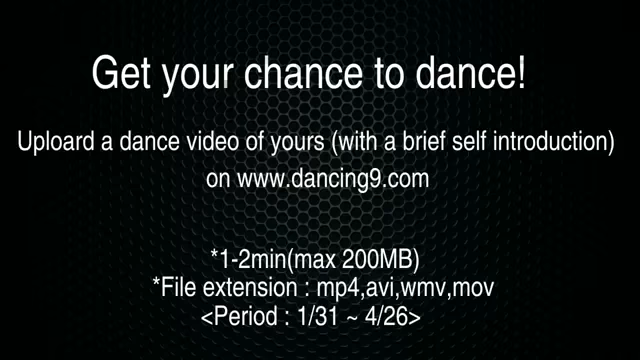 Get your chance to dance!
Uploard a dance video of yours (with a brief self introduction)
on www.dancing9.com
*1-2min(max 200MB)
*File extension : mp4,avi,wmv,mov
<Period : 1/31 ~ 4/26>